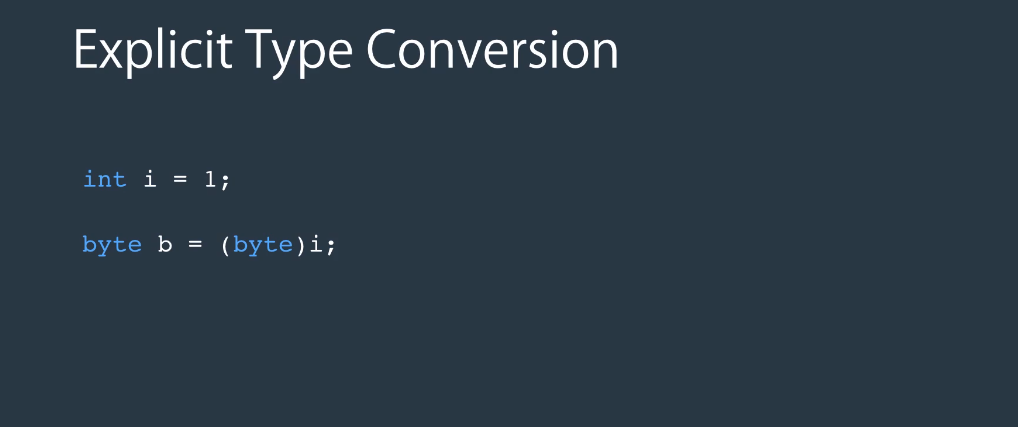 Explicit Type Conversion
int i = 1;
byte b = (byte)i;